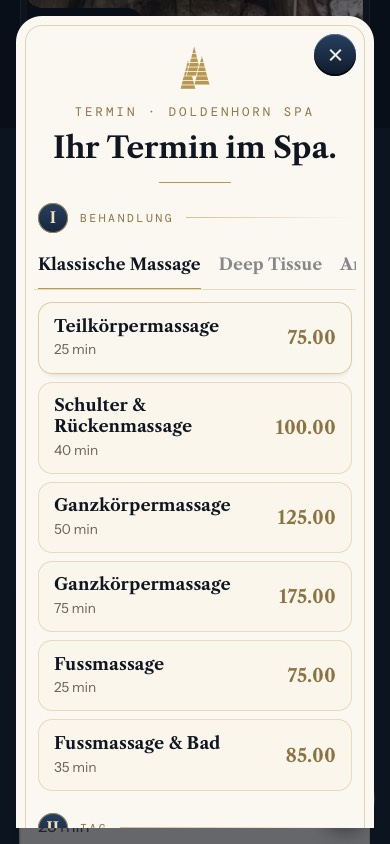 TERMIN · DOLDENHORN SPA
Ihr Termin im Spa.
I BEHANDLUNG
Klassische Massage Deep Tissue
Teilkörpermassage
25 min
75.00
Schulter &
Rückenmassage
40 min
100.00
Ganzkörpermassage
50 min
125.00
Ganzkörpermassage
75 min
175.00
Fussmassage
25 min
75.00
Fussmassage & Bad
35 min
85.00
II TAG